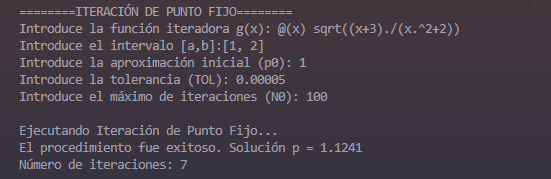 ========ITERACIÓN DE PUNTO FIJO========
Introduce la función iteradora g(x): @(x) sqrt((x+3)./(x.^2+2))
Introduce el intervalo [a,b]:[1, 2]
Introduce la aproximación inicial (p0): 1
Introduce la tolerancia (TOL): 0.00005
Introduce el máximo de iteraciones (N0): 100
Ejecutando Iteración de Punto Fijo...
El procedimiento fue exitoso. Solución p = 1.1241
Número de iteraciones: 7